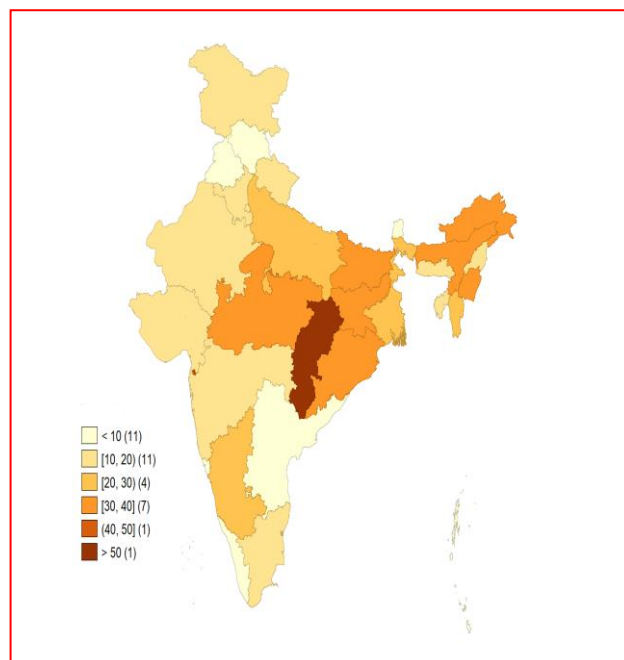 < 10 (11)
[10, 20) (11)
[20, 30) (4)
[30, 40] (7)
(40, 50] (1)
> 50 (1)